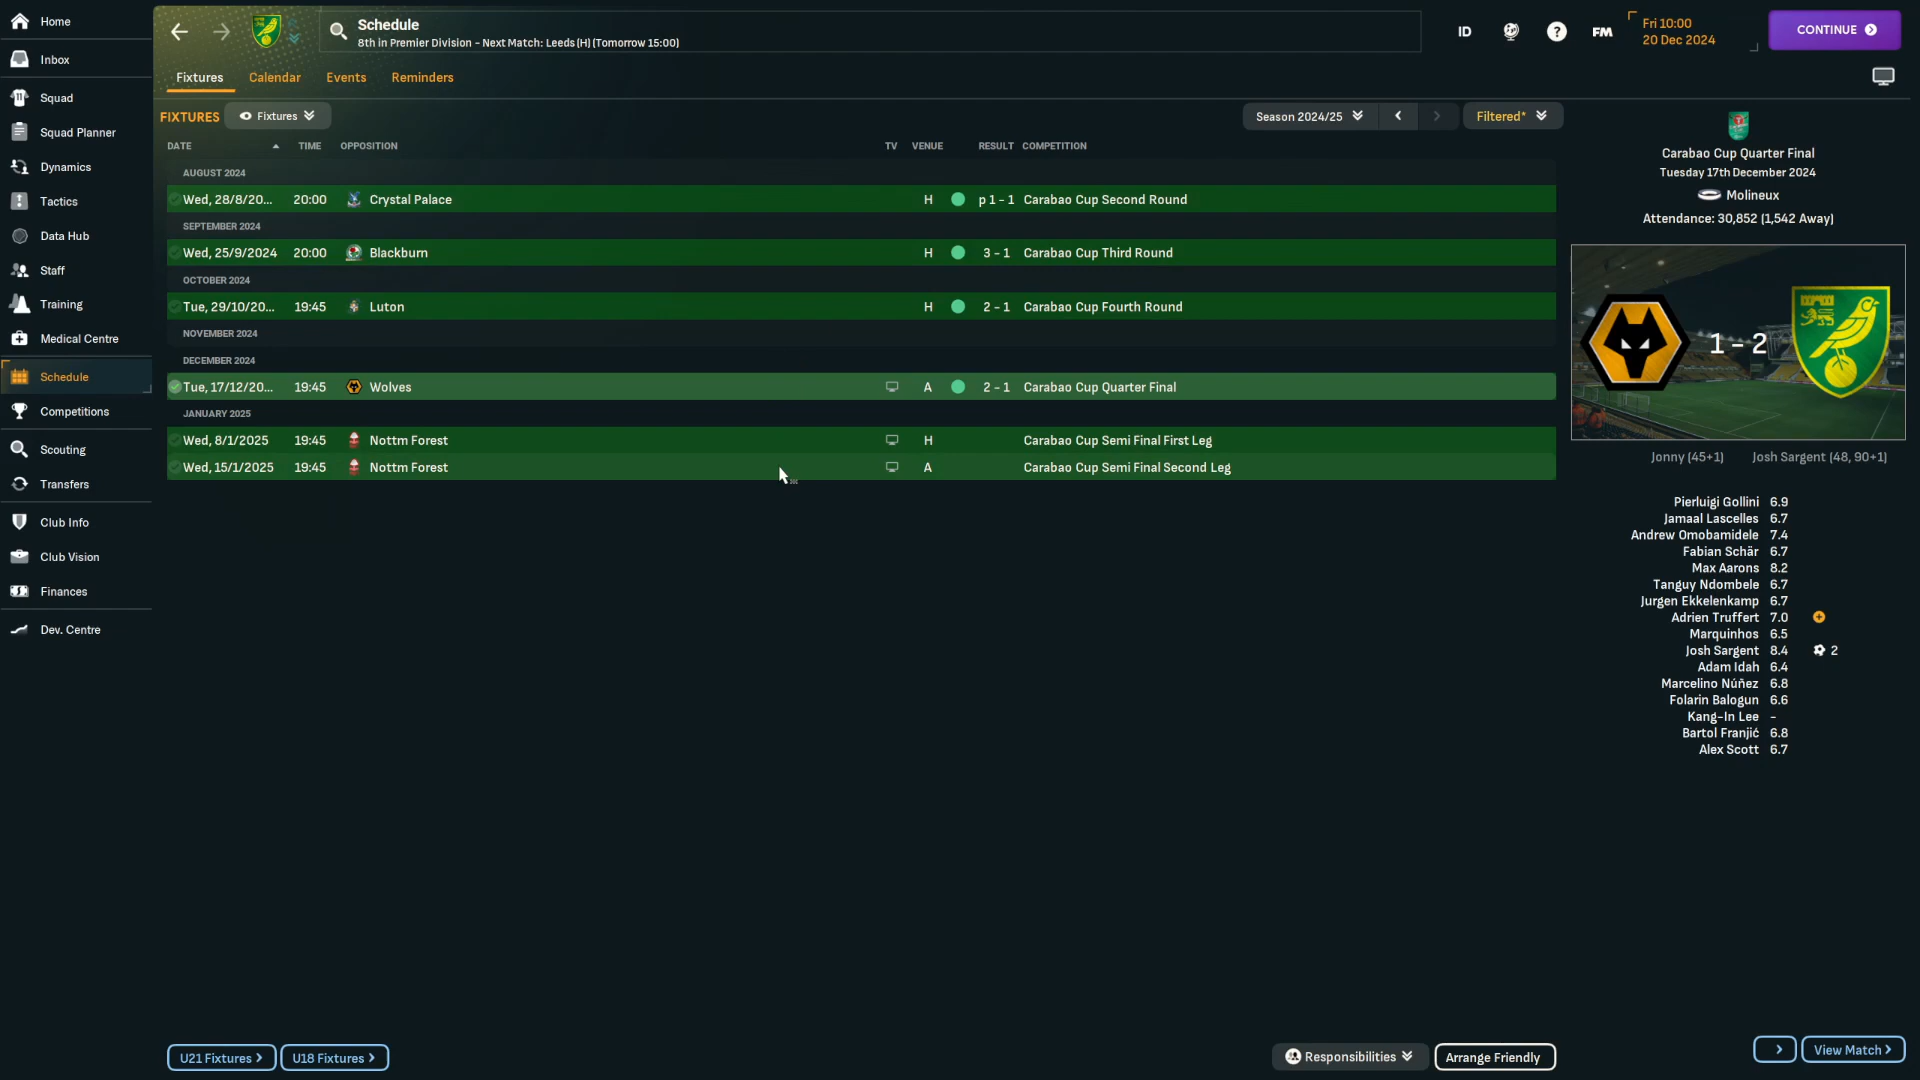 Home
Inbox
Squad
Squad Planner
Dynamics
Tactics
Data Hub
Staff
Training
Medical Centre
Schedule
Competitions
Scouting
Transfers
Club Info
Club Vision
Finances
Dev. Centre
Schedule
8th in Premier Division - Next Match: Leeds (H) (Tomorrow 15:00)
ID
FM
Fri 10:00
20 Dec 2024
CONTINUE
Fixtures Calendar Events Reminders
FIXTURES Fixtures Season 2024/25 Filtered*
DATE TIME OPPOSITION TV VENUE RESULT COMPETITION
AUGUST 2024
Wed, 28/8/20... 20:00 Crystal Palace H p 1 - 1 Carabao Cup Second Round
SEPTEMBER 2024
Wed, 25/9/2024 20:00 Blackburn H 3 - 1 Carabao Cup Third Round
OCTOBER 2024
Tue, 29/10/20... 19:45 Luton H 2 - 1 Carabao Cup Fourth Round
NOVEMBER 2024
DECEMBER 2024
Tue, 17/12/20... 19:45 Wolves A 2 - 1 Carabao Cup Quarter Final
JANUARY 2025
Wed, 8/1/2025 19:45 Nottm Forest H Carabao Cup Semi Final First Leg
Wed, 15/1/2025 19:45 Nottm Forest A Carabao Cup Semi Final Second Leg
Carabao Cup Quarter Final
Tuesday 17th December 2024
Molineux
Attendance: 30,852 (1,542 Away)
1 - 2
Jonny (45+1) Josh Sargent (48, 90+1)
Pierluigi Gollini 6.9
Jamaal Lascelles 6.7
Andrew Omobamidele 7.4
Fabian Schär 6.7
Max Aarons 8.2
Tanguy Ndombele 6.7
Jurgen Ekkelenkamp 6.7
Adrien Truffert 7.0
Marquinhos 6.5
Josh Sargent 8.4 2
Adam Idah 6.4
Marcelino Núñez 6.8
Folarin Balogun 6.6
Kang-In Lee -
Bartol Franjić 6.8
Alex Scott 6.7
U21 Fixtures > U18 Fixtures >
Responsibilities Arrange Friendly
> View Match >